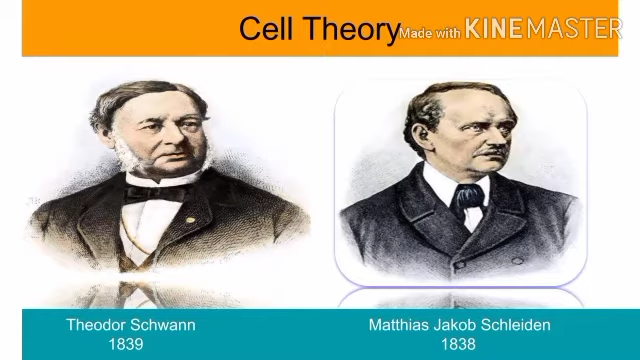 Cell Theory
Made with KINEMASTER
Theodor Schwann
1839
Matthias Jakob Schleiden
1838